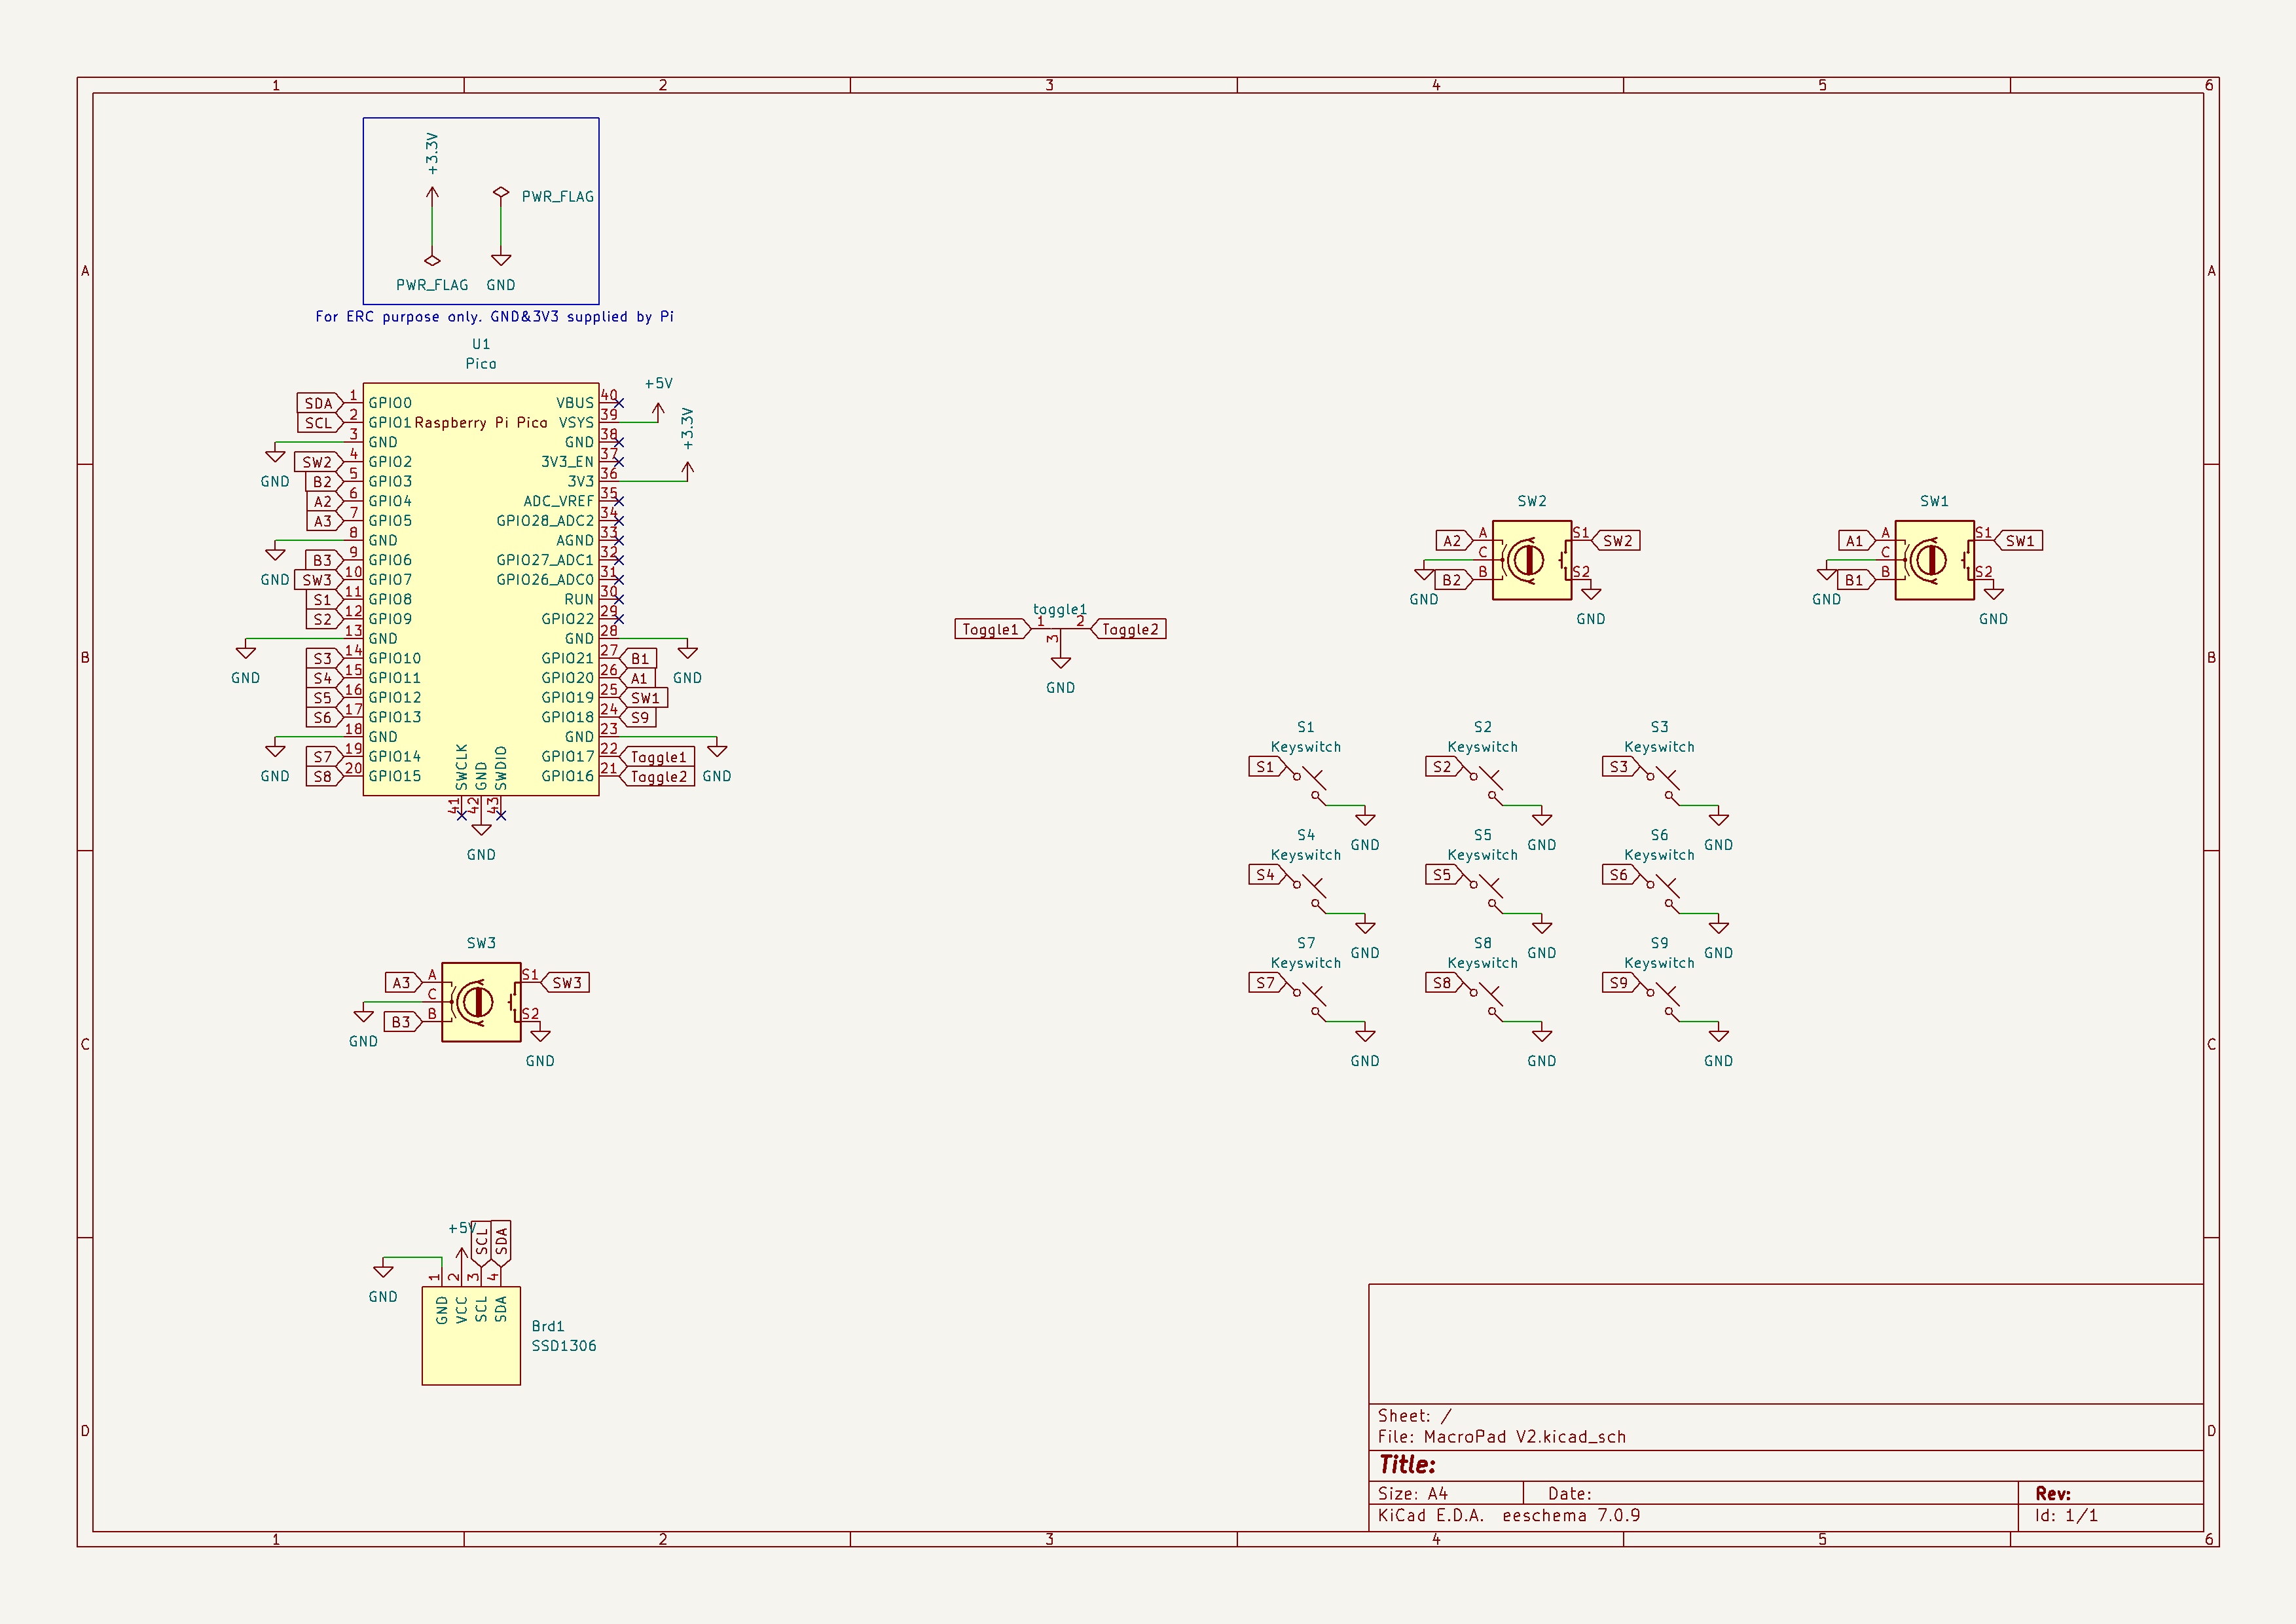 1 2 3 4 5 6
A A
B B
C C
D D
1 2 3 4 5 6
+3.3V
PWR_FLAG
PWR_FLAG GND
For ERC purpose only. GND&3V3 supplied by Pi
U1
Pico
Raspberry Pi Pico
SDA 1 GPIO0
SCL 2 GPIO1
3 GND
GND
SW2 4 GPIO2
B2 5 GPIO3
A2 6 GPIO4
A3 7 GPIO5
8 GND
GND
B3 9 GPIO6
SW3 10 GPIO7
S1 11 GPIO8
S2 12 GPIO9
13 GND
GND
S3 14 GPIO10
S4 15 GPIO11
S5 16 GPIO12
S6 17 GPIO13
18 GND
GND
S7 19 GPIO14
S8 20 GPIO15
VBUS 40
VSYS 39 +5V
GND 38
3V3_EN 37
3V3 36 +3.3V
ADC_VREF 35
GPIO28_ADC2 34
AGND 33
GPIO27_ADC1 32
GPIO26_ADC0 31
RUN 30
GPIO22 29
GND 28
GND
GPIO21 27 B1
GPIO20 26 A1
GPIO19 25 SW1
GPIO18 24 S9
GND 23
GND
GPIO17 22 Toggle1
GPIO16 21 Toggle2
SWCLK 41
GND 42
SWDIO 43
GND
toggle1
Toggle1 1 2 Toggle2
3
GND
SW2
A2 A S1 SW2
C
B2 B S2
GND
GND
SW1
A1 A S1 SW1
C
B1 B S2
GND
GND
S1 S2 S3
Keyswitch Keyswitch Keyswitch
S1 S2 S3
GND GND GND
S4 S5 S6
Keyswitch Keyswitch Keyswitch
S4 S5 S6
GND GND GND
S7 S8 S9
Keyswitch Keyswitch Keyswitch
S7 S8 S9
GND GND GND
SW3
A3 A S1 SW3
C
B3 B S2
GND
GND
+5V SCL SDA
1 2 3 4
GND
GND VCC SCL SDA
Brd1
SSD1306
Sheet: /
File: MacroPad V2.kicad_sch
Title:
Size: A4 Date: Rev:
KiCad E.D.A. eeschema 7.0.9 Id: 1/1